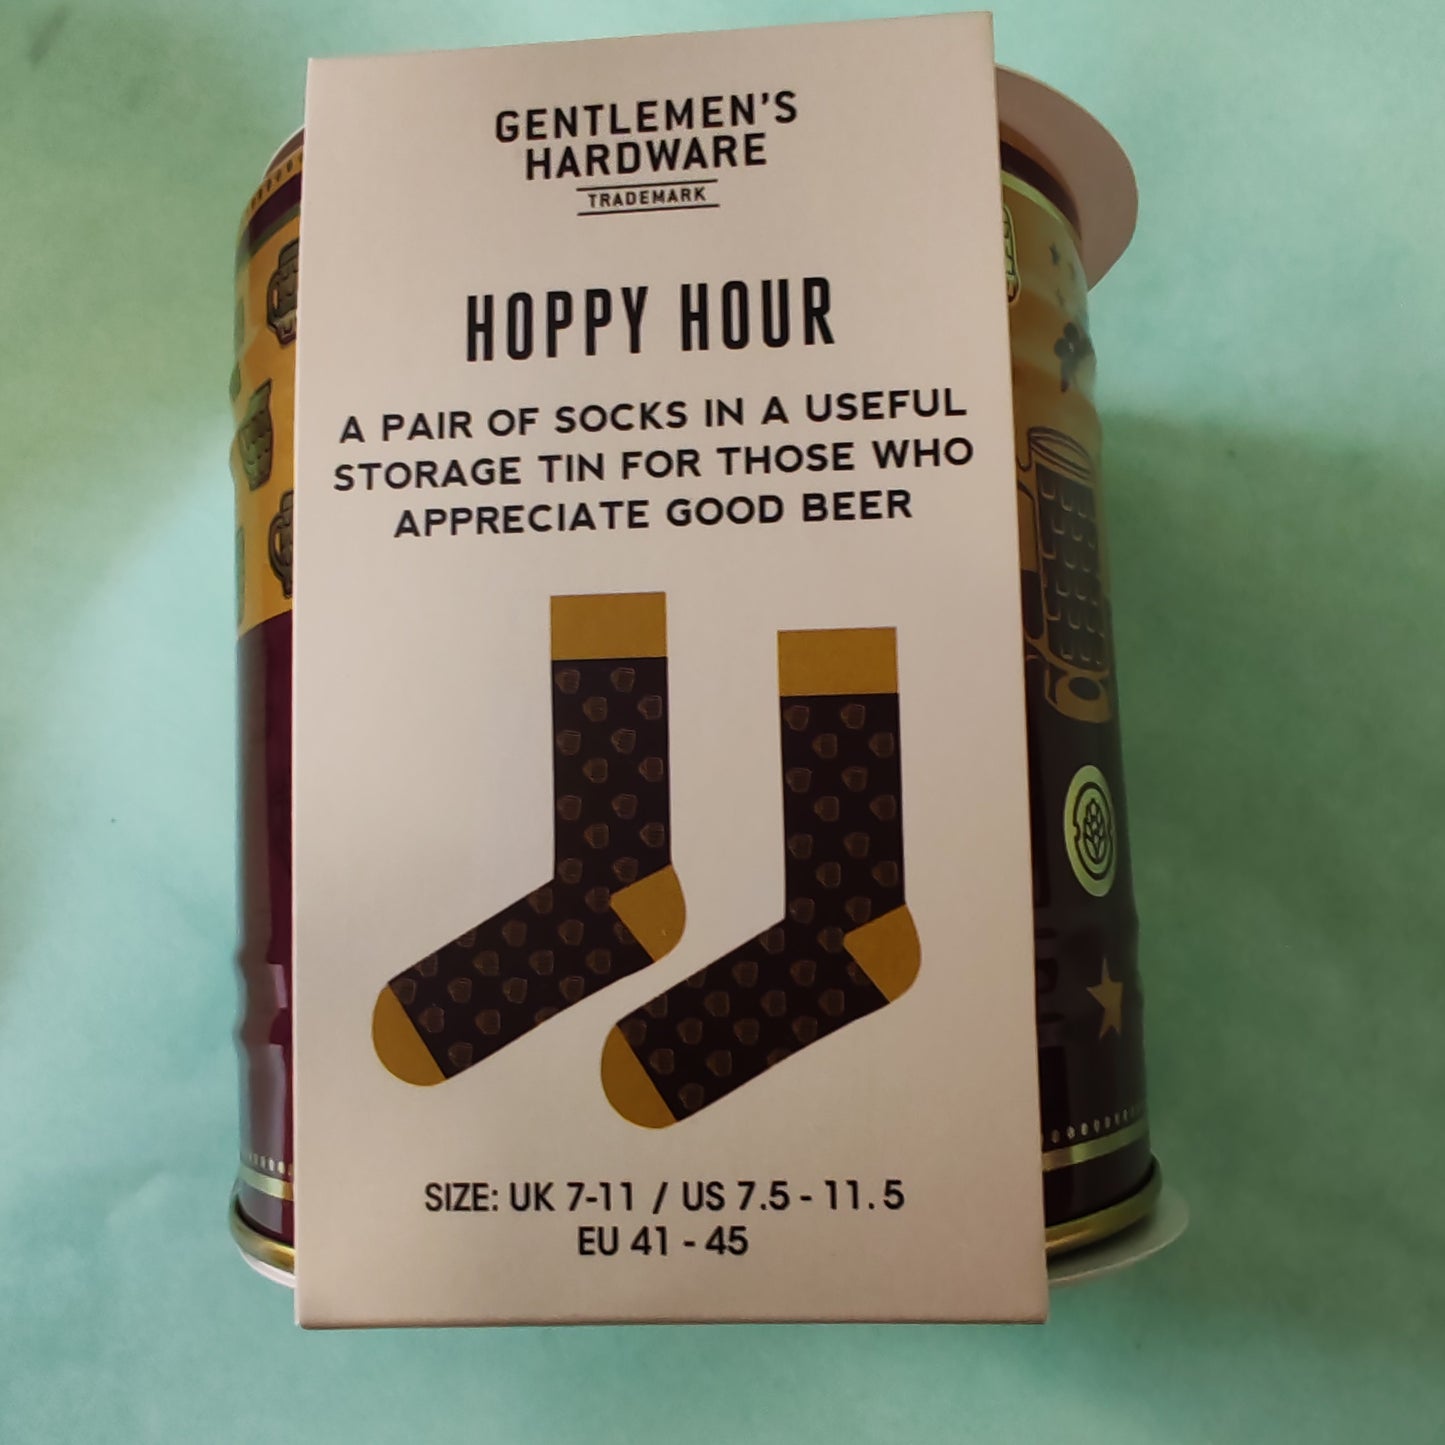 GENTLEMEN'S
HARDWARE
TRADEMARK
HOPPY HOUR
A PAIR OF SOCKS IN A USEFUL
STORAGE TIN FOR THOSE WHO
APPRECIATE GOOD BEER
SIZE: UK 7-11 / US 7.5 - 11.5
EU 41 - 45